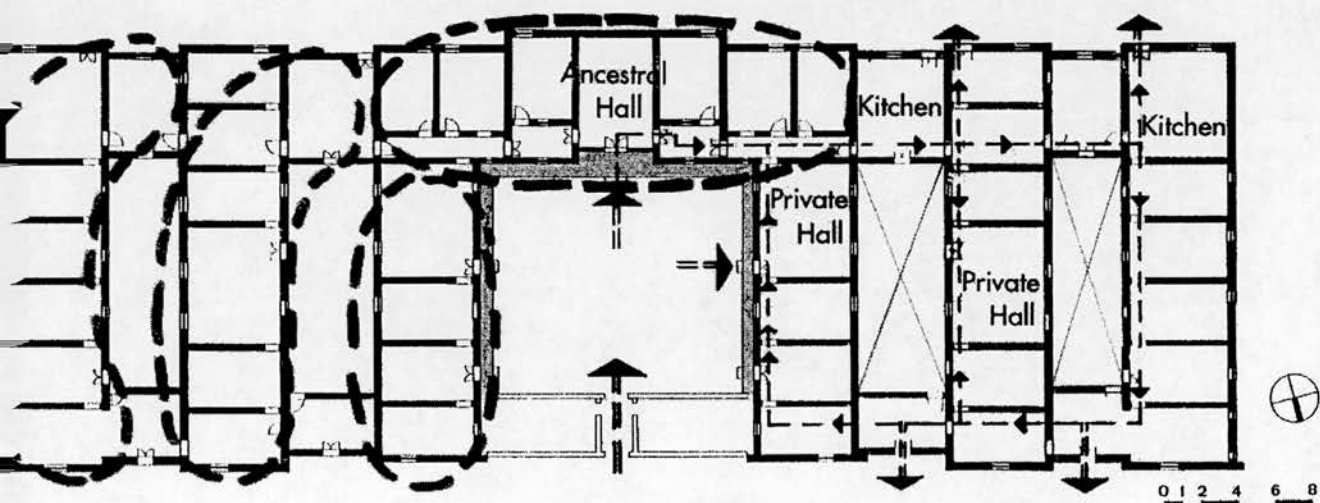 Ancestral
Hall
Kitchen
Kitchen
Private
Hall
Private
Hall
0 1 2 4 6 8